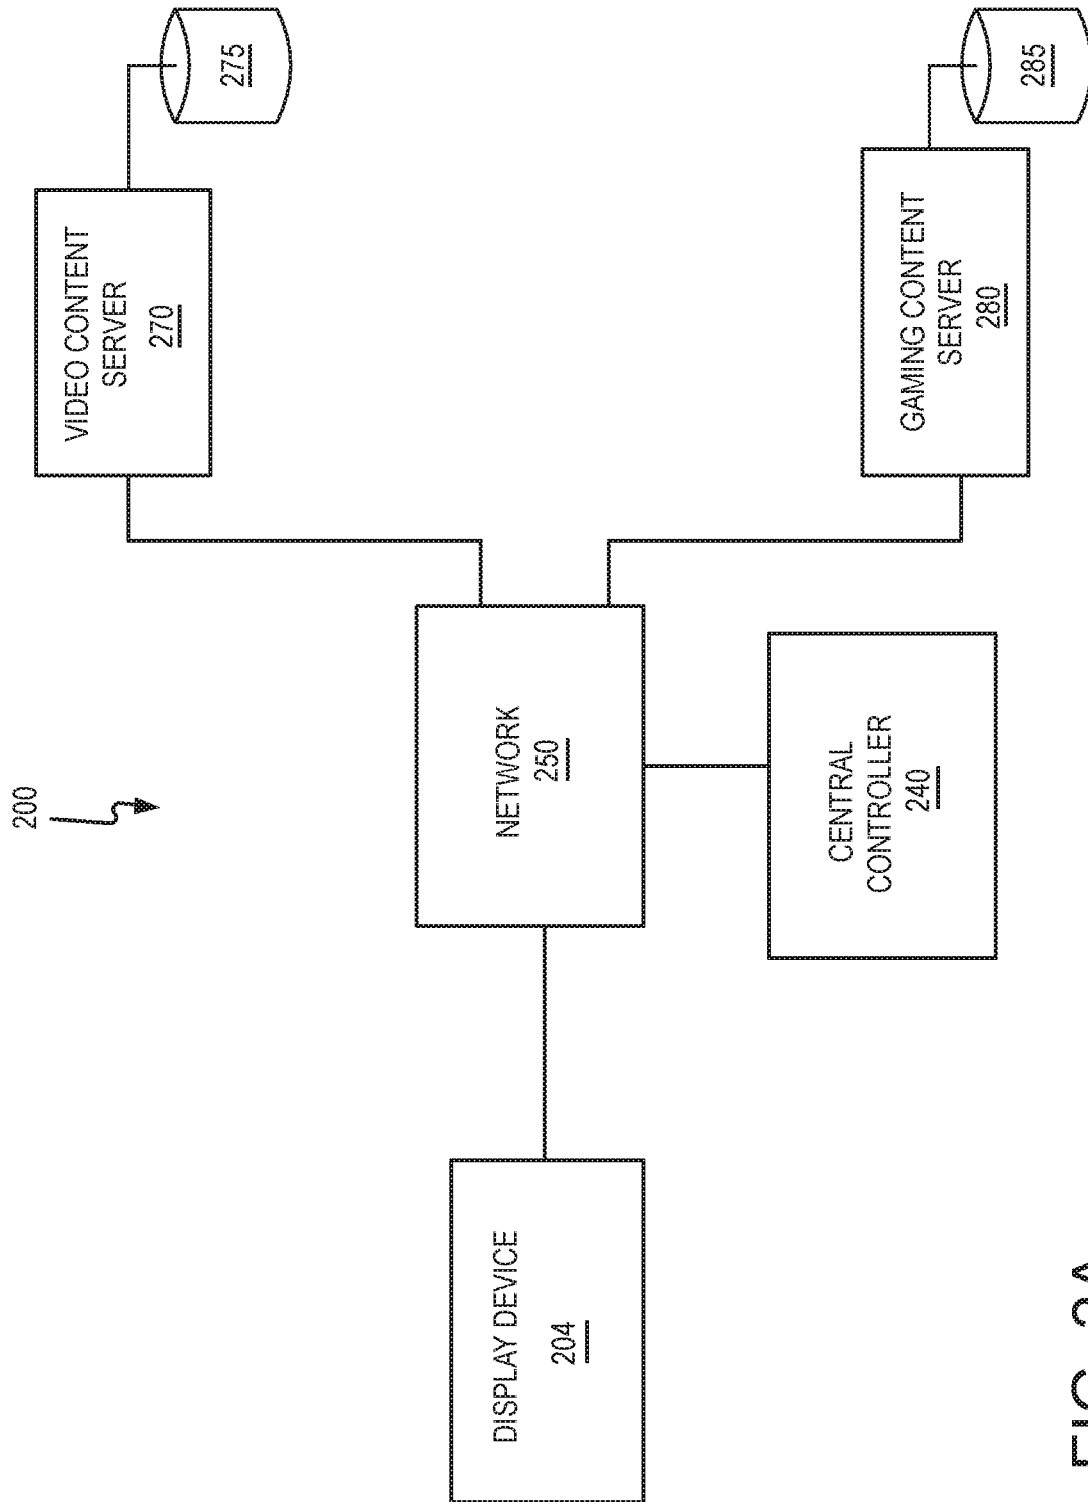 200
VIDEO CONTENT
SERVER
270
275
NETWORK
250
DISPLAY DEVICE
204
CENTRAL
CONTROLLER
240
GAMING CONTENT
SERVER
280
285